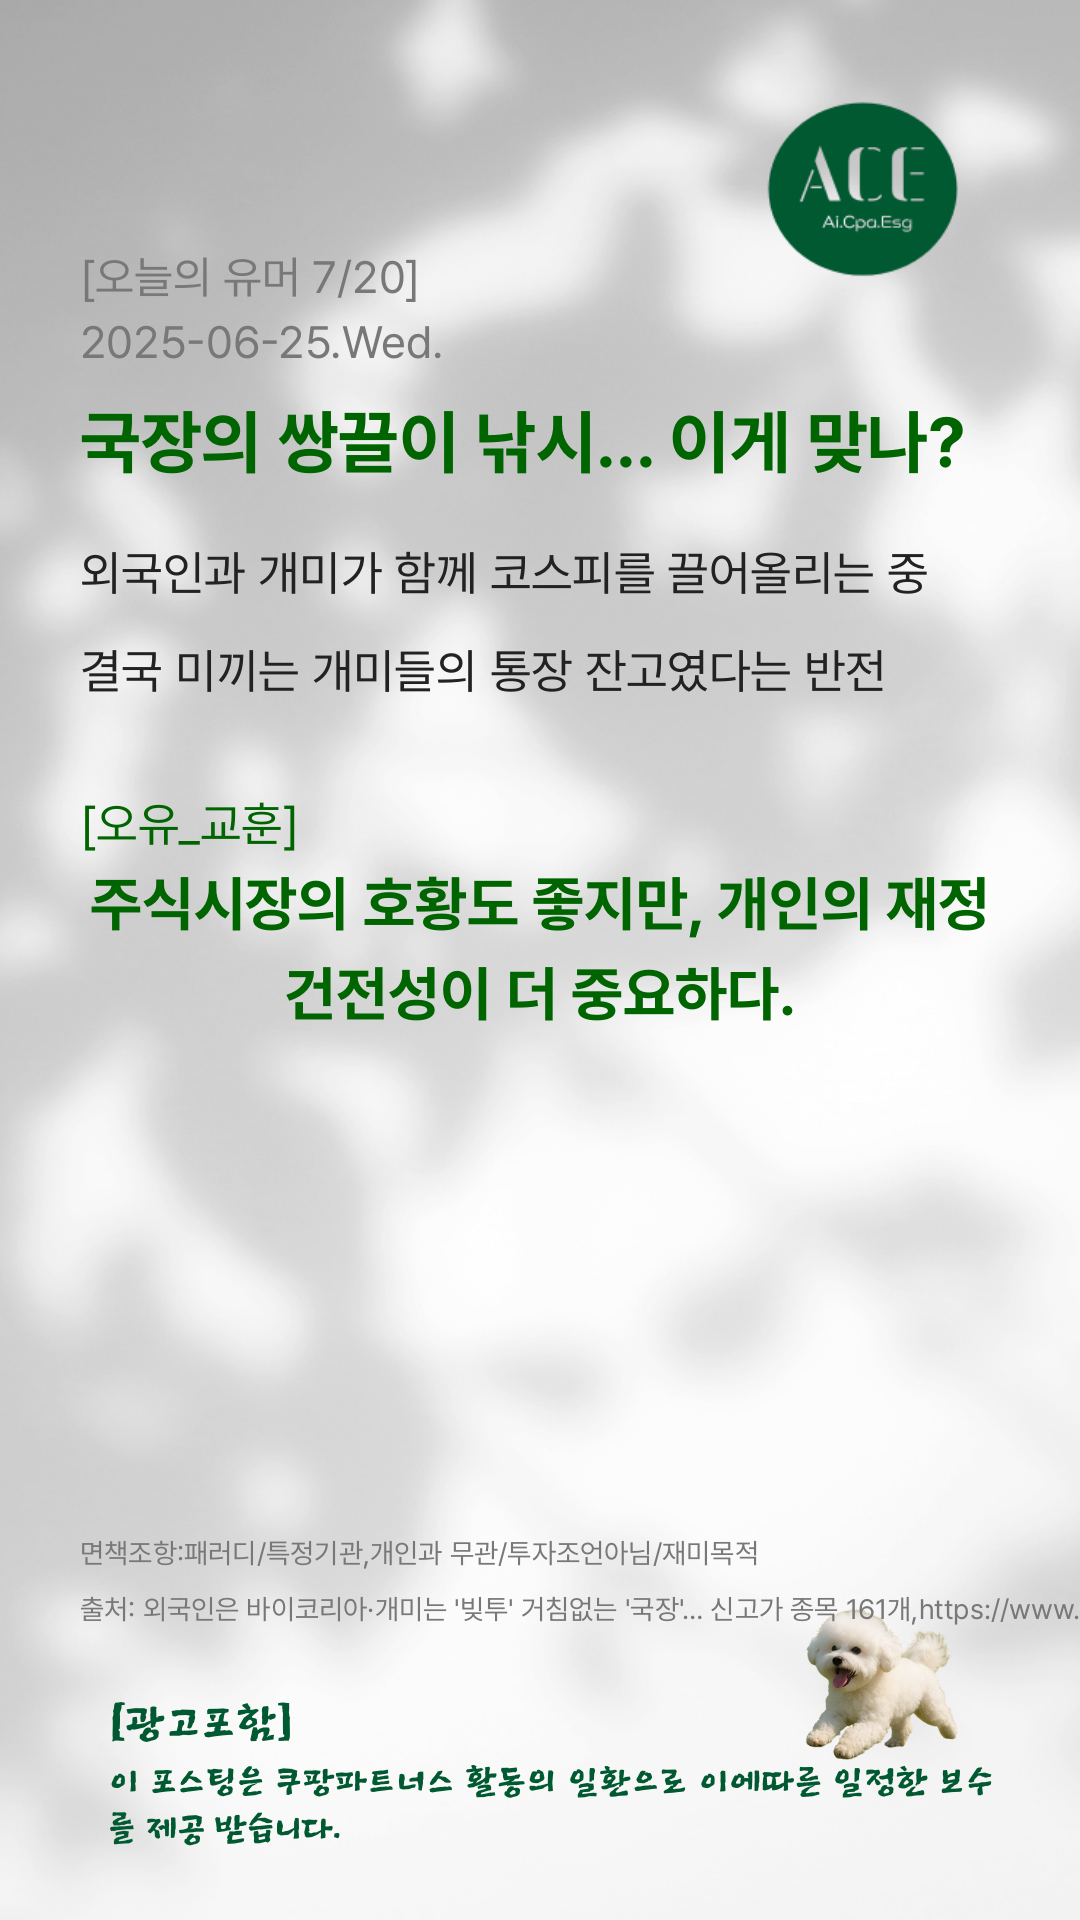 ACE
Ai.Cpa.Esg
[오늘의 유머 7/20]
2025-06-25.Wed.
국장의 쌍끌이 낚시... 이게 맞나?
외국인과 개미가 함께 코스피를 끌어올리는 중
결국 미끼는 개미들의 통장 잔고였다는 반전
[오유_교훈]
주식시장의 호황도 좋지만, 개인의 재정
건전성이 더 중요하다.
면책조항:패러디/특정기관,개인과 무관/투자조언아님/재미목적
출처: 외국인은 바이코리아·개미는 '빚투' 거침없는 '국장'... 신고가 종목 161개,https://www.
[광고포함]
이 포스팅은 쿠팡파트너스 활동의 일환으로 이에따른 일정한 보수
를 제공 받습니다.